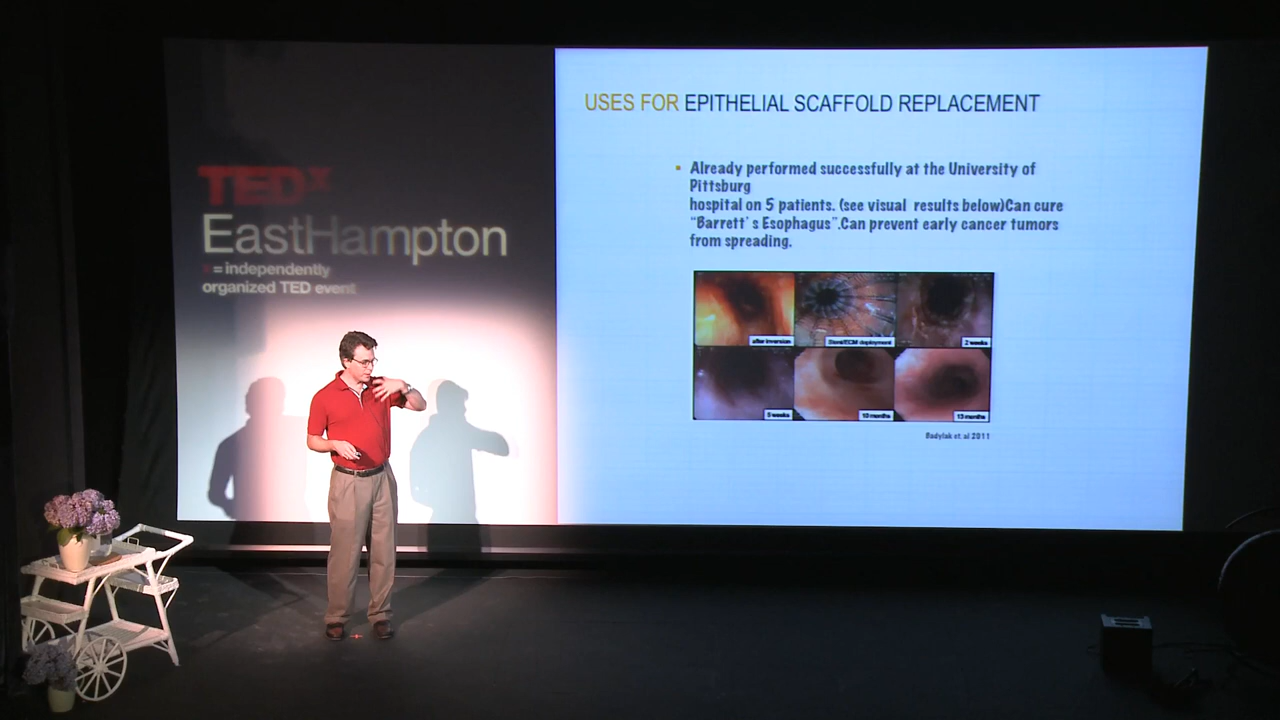 TEDx
EastHampton
x = independently
organized TED event
USES FOR EPITHELIAL SCAFFOLD REPLACEMENT
Already performed successfully at the University of
Pittsburg
hospital on 5 patients. (see visual results below)Can cure
“Barrett’ s Esophagus”.Can prevent early cancer tumors
from spreading.
after inversion
Stent/ECM deployment
2 weeks
5 weeks
10 months
13 months
Badylak et al 2011